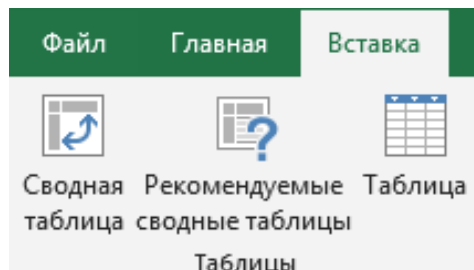 Файл Главная Вставка
Сводная Рекомендуемые Таблица
таблица сводные таблицы
Таблицы